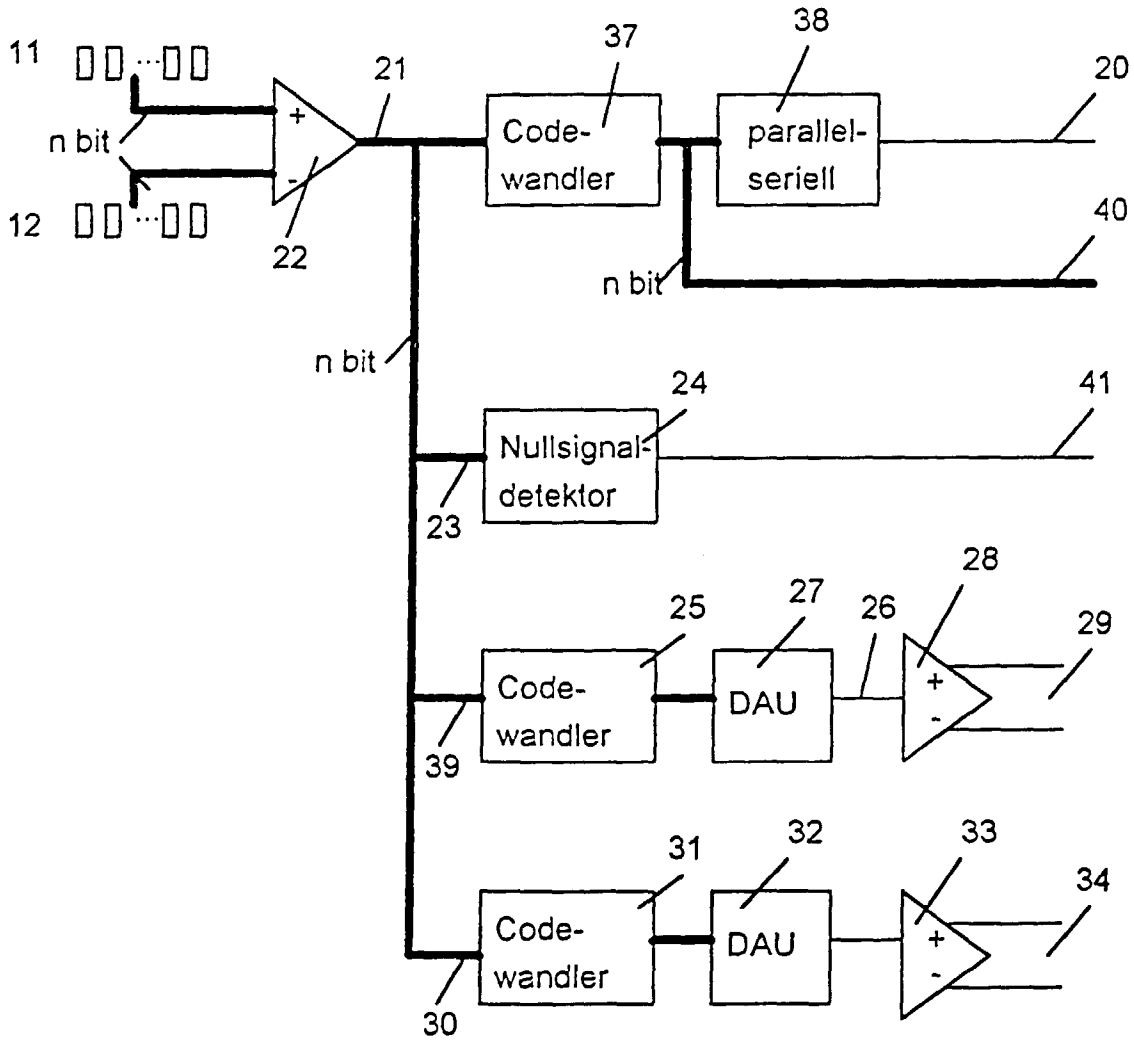 37
38
11
21
20
+
Code-
wandler
parallel-
seriell
n bit
-
12
22
40
n bit
n bit
24
41
Nullsignal-
detektor
23
28
25
27
26
29
Code-
wandler
DAU
+
-
39
31
32
33
34
Code-
wandler
DAU
+
-
30